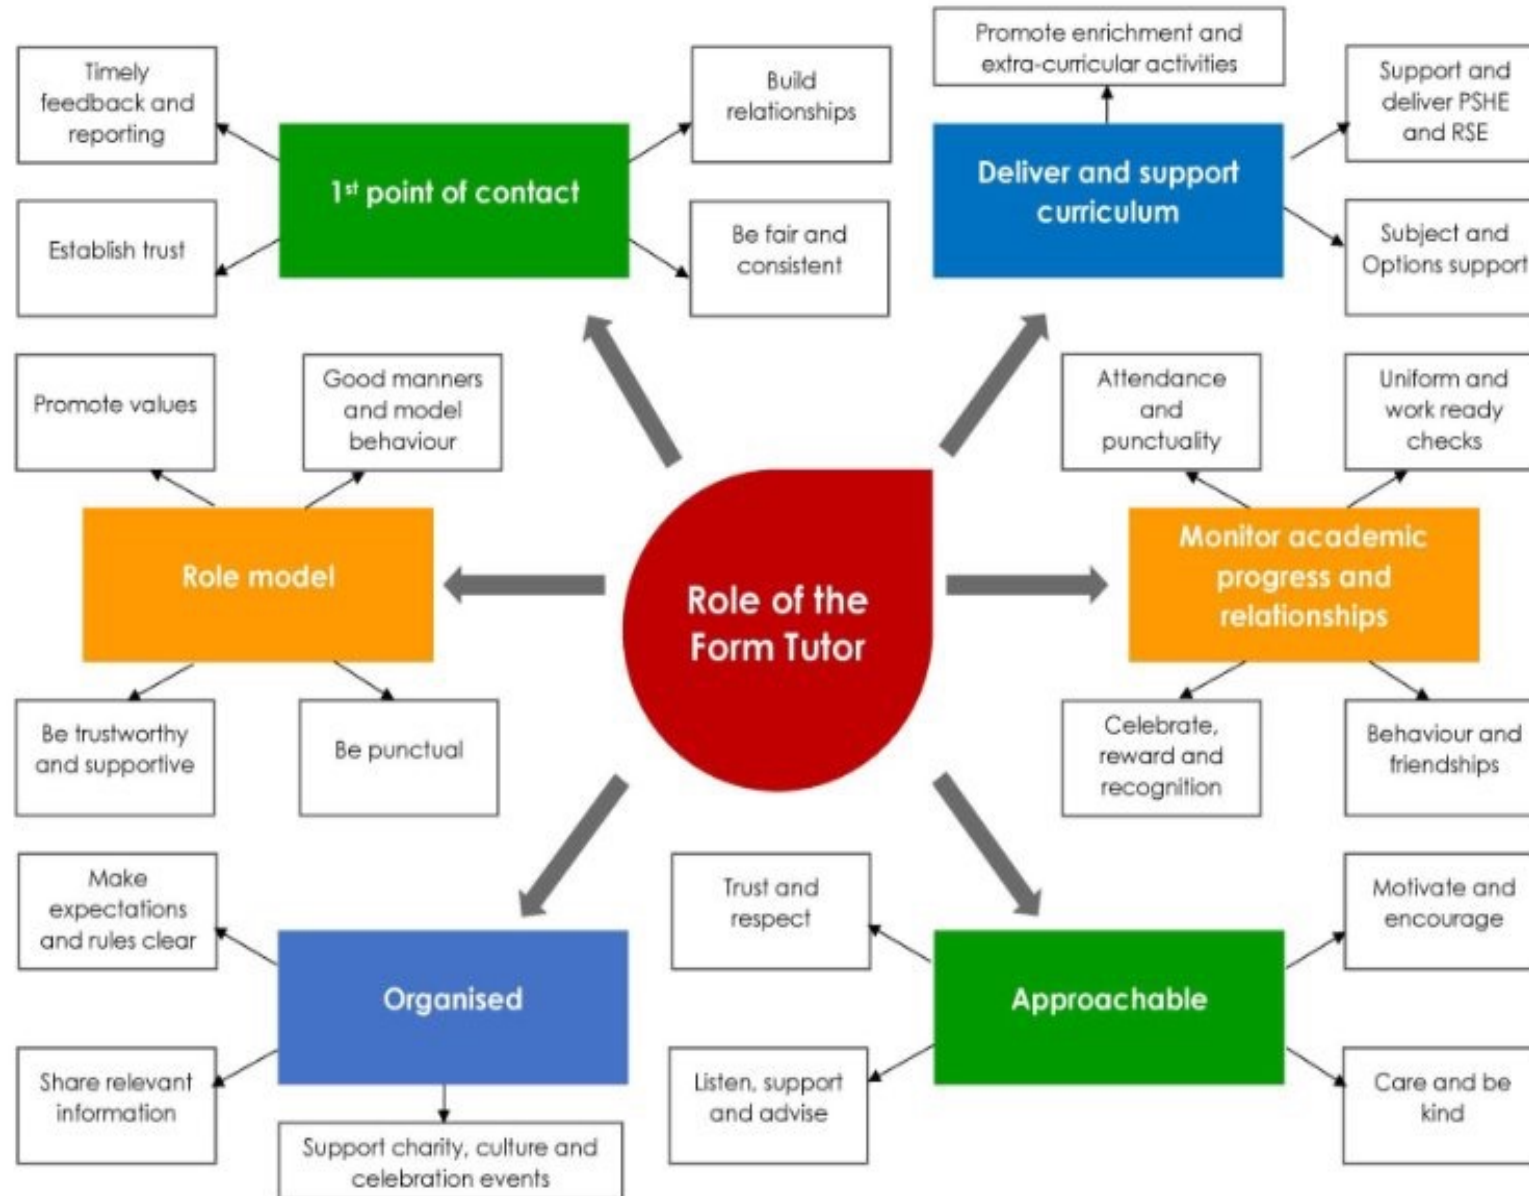 Timely
feedback and
reporting
Build
relationships
1st point of contact
Establish trust
Be fair and
consistent
Promote enrichment and
extra-curricular activities
Support and
deliver PSHE
and RSE
Deliver and support
curriculum
Subject and
Options support
Promote values
Good manners
and model
behaviour
Role model
Be trustworthy
and supportive
Be punctual
Role of the
Form Tutor
Attendance
and
punctuality
Uniform and
work ready
checks
Monitor academic
progress and
relationships
Celebrate,
reward and
recognition
Behaviour and
friendships
Make
expectations
and rules clear
Organised
Share relevant
information
Support charity, culture and
celebration events
Trust and
respect
Motivate and
encourage
Approachable
Listen, support
and advise
Care and be
kind